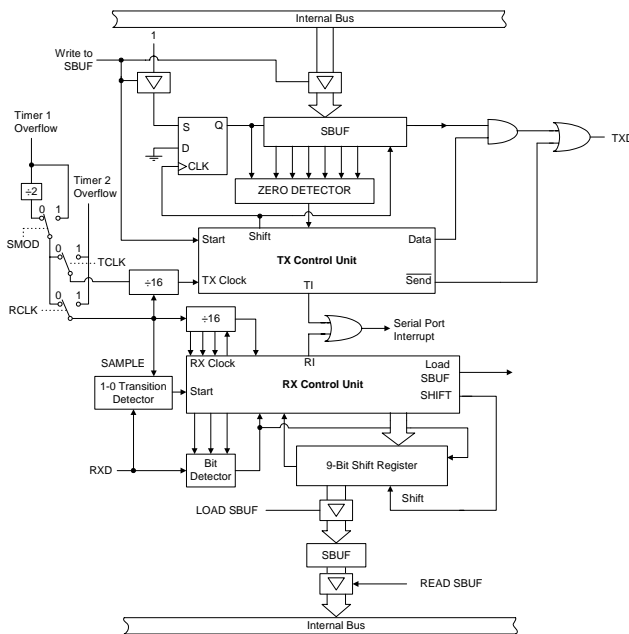 Internal Bus
1
Write to
SBUF
S
Q
D
CLK
SBUF
Timer 1
Overflow
TXD
÷2
Timer 2
Overflow
ZERO DETECTOR
0
1
Shift
SMOD
Start
Data
0
1
TCLK
TX Control Unit
÷16
TX Clock
TI
Send
RCLK
0
1
÷16
Serial Port
Interrupt
SAMPLE
RX Clock
RI
Load
SBUF
1-0 Transition
Detector
Start
RX Control Unit
SHIFT
RXD
Bit
Detector
9-Bit Shift Register
Shift
LOAD SBUF
SBUF
READ SBUF
Internal Bus